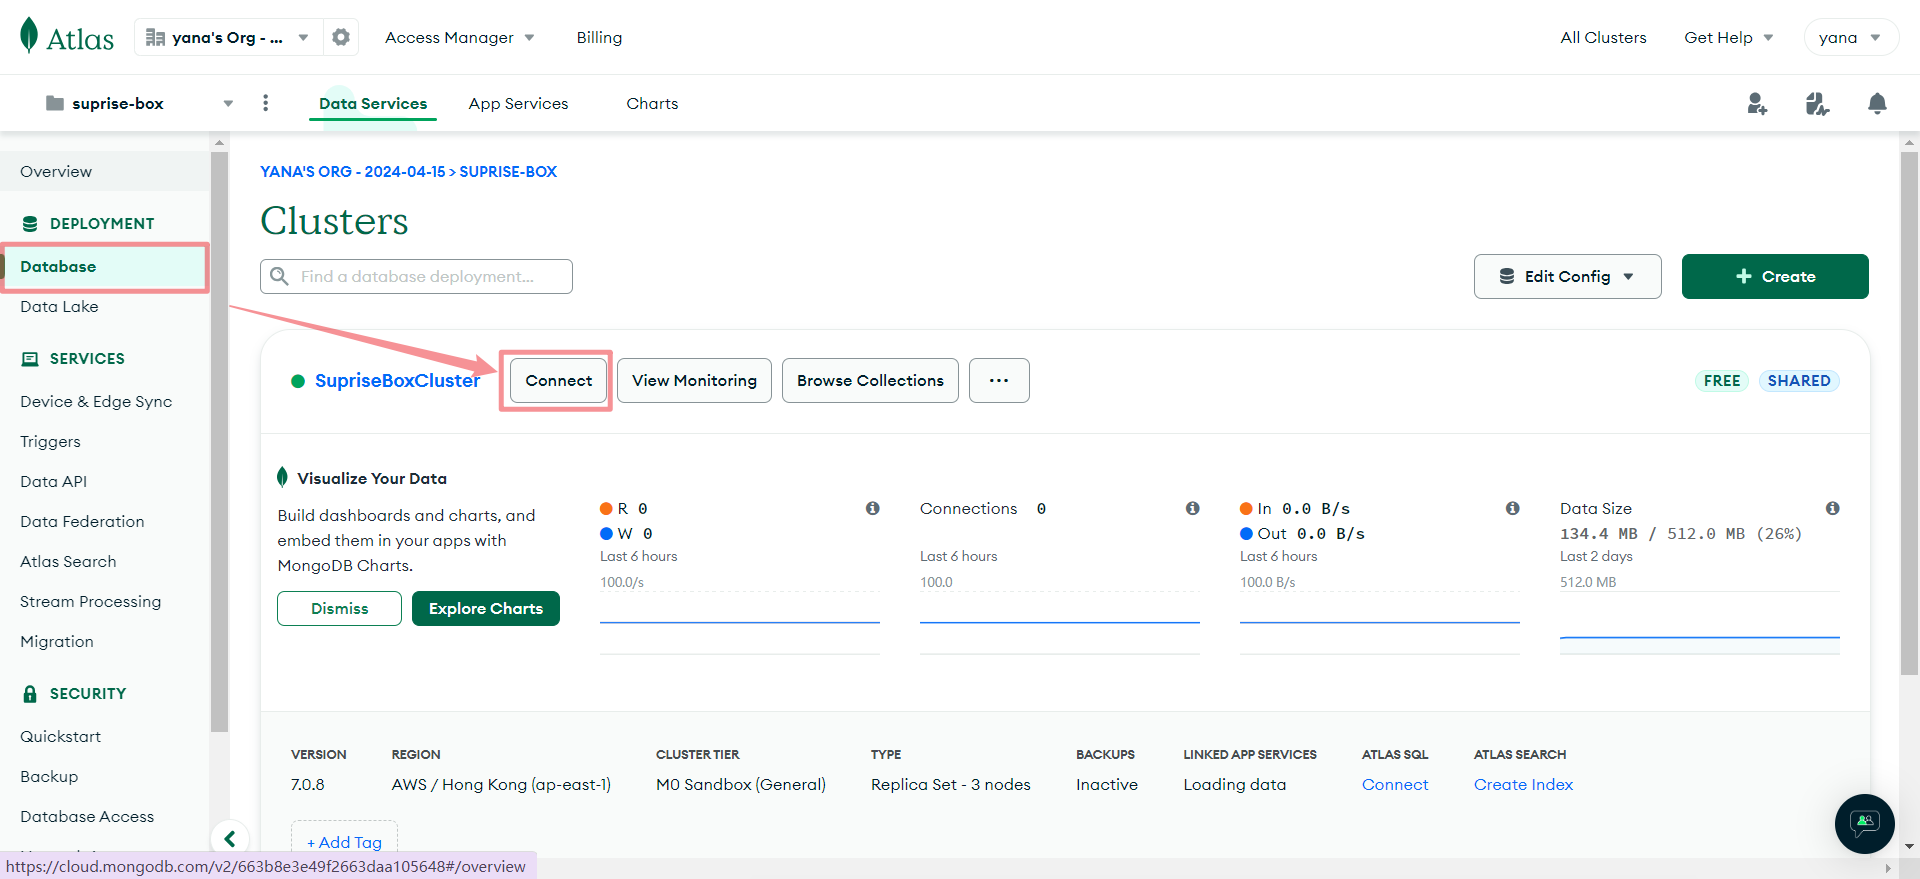 Atlas
yana's Org - ...
Access Manager
Billing
All Clusters
Get Help
yana
suprise-box
Data Services
App Services
Charts
Overview
DEPLOYMENT
Database
Data Lake
SERVICES
Device & Edge Sync
Triggers
Data API
Data Federation
Atlas Search
Stream Processing
Migration
SECURITY
Quickstart
Backup
Database Access
YANA'S ORG - 2024-04-15 > SUPRISE-BOX
Clusters
Find a database deployment...
Edit Config
+ Create
SupriseBoxCluster
Connect
View Monitoring
Browse Collections
...
FREE
SHARED
Visualize Your Data
Build dashboards and charts, and
embed them in your apps with
MongoDB Charts.
Dismiss
Explore Charts
R 0
W 0
Last 6 hours
100.0/s
Connections 0
Last 6 hours
100.0
In 0.0 B/s
Out 0.0 B/s
Last 6 hours
100.0 B/s
Data Size
134.4 MB / 512.0 MB (26%)
Last 2 days
512.0 MB
VERSION
7.0.8
REGION
AWS / Hong Kong (ap-east-1)
CLUSTER TIER
M0 Sandbox (General)
TYPE
Replica Set - 3 nodes
BACKUPS
Inactive
LINKED APP SERVICES
Loading data
ATLAS SQL
Connect
ATLAS SEARCH
Create Index
+ Add Tag
https://cloud.mongodb.com/v2/663b8e3e49f2663daa105648#/overview